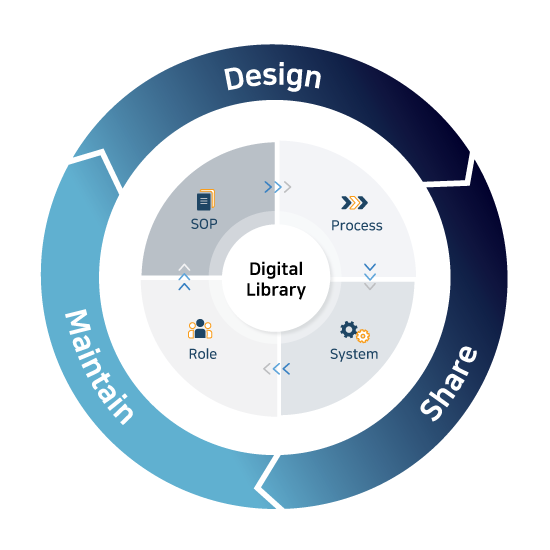 Design
SOP
Process
Digital
Library
Role
System
Maintain
Share